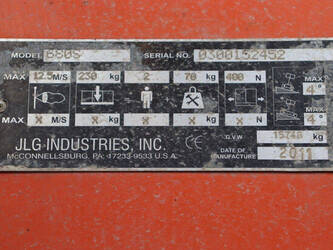 MODEL 680S SERIAL NO. 0300152452
MAX 12.5 M/S 230 kg 2 70 kg 400 N MAX 4°
MAX X M/S X kg X X kg X N MAX 4°
JLG INDUSTRIES, INC. G.V.W 15740 kg
McCONNELLSBURG, PA. 17233-9533 U.S.A. DATE OF MANUFACTURE 2011